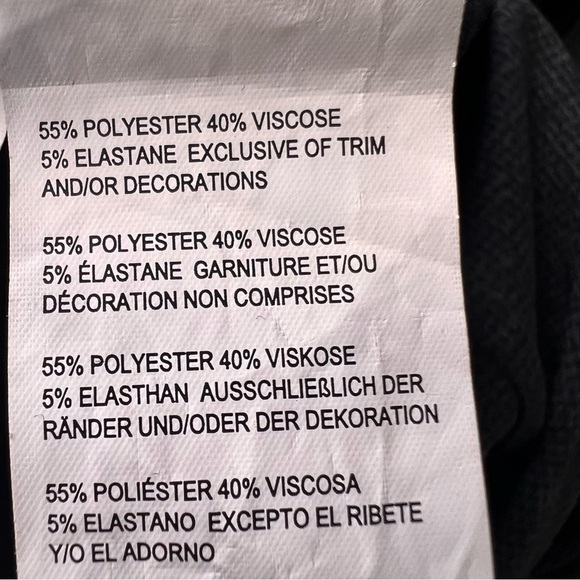 55% POLYESTER 40% VISCOSE
5% ELASTANE EXCLUSIVE OF TRIM
AND/OR DECORATIONS
55% POLYESTER 40% VISCOSE
5% ÉLASTANE GARNITURE ET/OU
DÉCORATION NON COMPRISES
55% POLYESTER 40% VISKOSE
5% ELASTHAN AUSSCHLIEßLICH DER
RÄNDER UND/ODER DER DEKORATION
55% POLIÉSTER 40% VISCOSA
5% ELASTANO EXCEPTO EL RIBETE
Y/O EL ADORNO